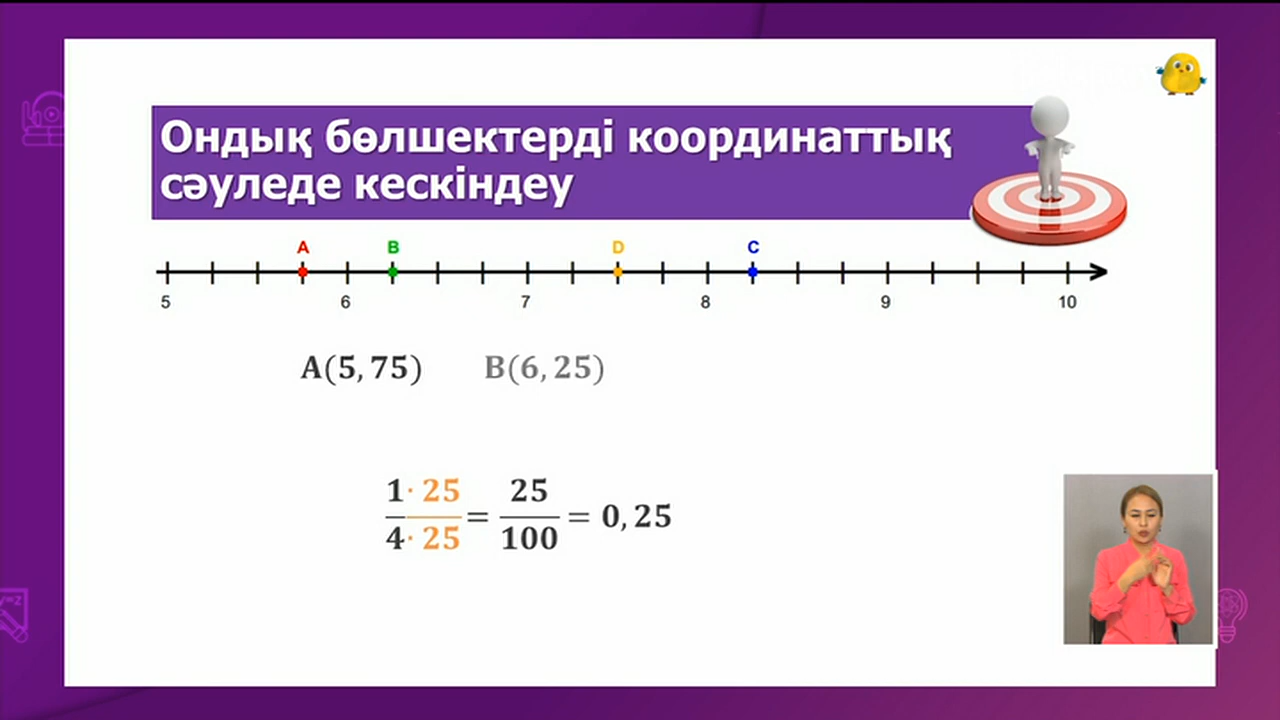 Ондық бөлшектерді координаттық
сәуледе кескіндеу
A B D C
5 6 7 8 9 10
A(5,75) B(6,25)
1 · 25 / 4 · 25 = 25 / 100 = 0,25